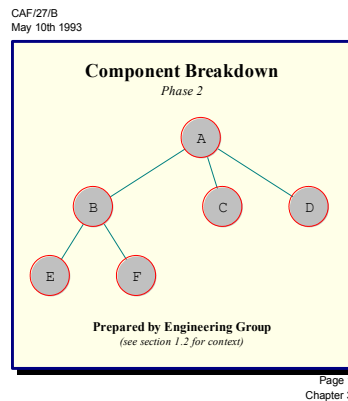 CAF/27/B
May 10th 1993
Component Breakdown
Phase 2
A
B
C
D
E
F
Prepared by Engineering Group
(see section 1.2 for context)
Page
Chapter